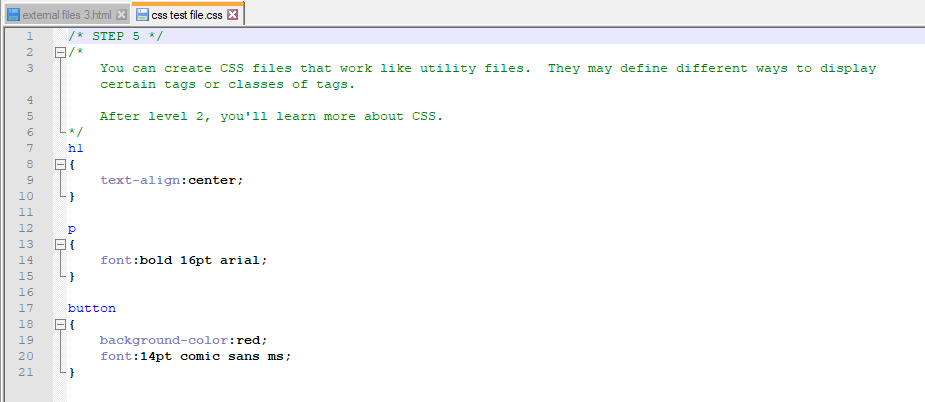 external files 3.html css test file.css
1 /* STEP 5 */
2 /*
3 You can create CSS files that work like utility files.  They may define different ways to display
certain tags or classes of tags.
4
5 After level 2, you'll learn more about CSS.
6 */
7 h1
8 {
9 text-align:center;
10 }
11
12 p
13 {
14 font:bold 16pt arial;
15 }
16
17 button
18 {
19 background-color:red;
20 font:14pt comic sans ms;
21 }